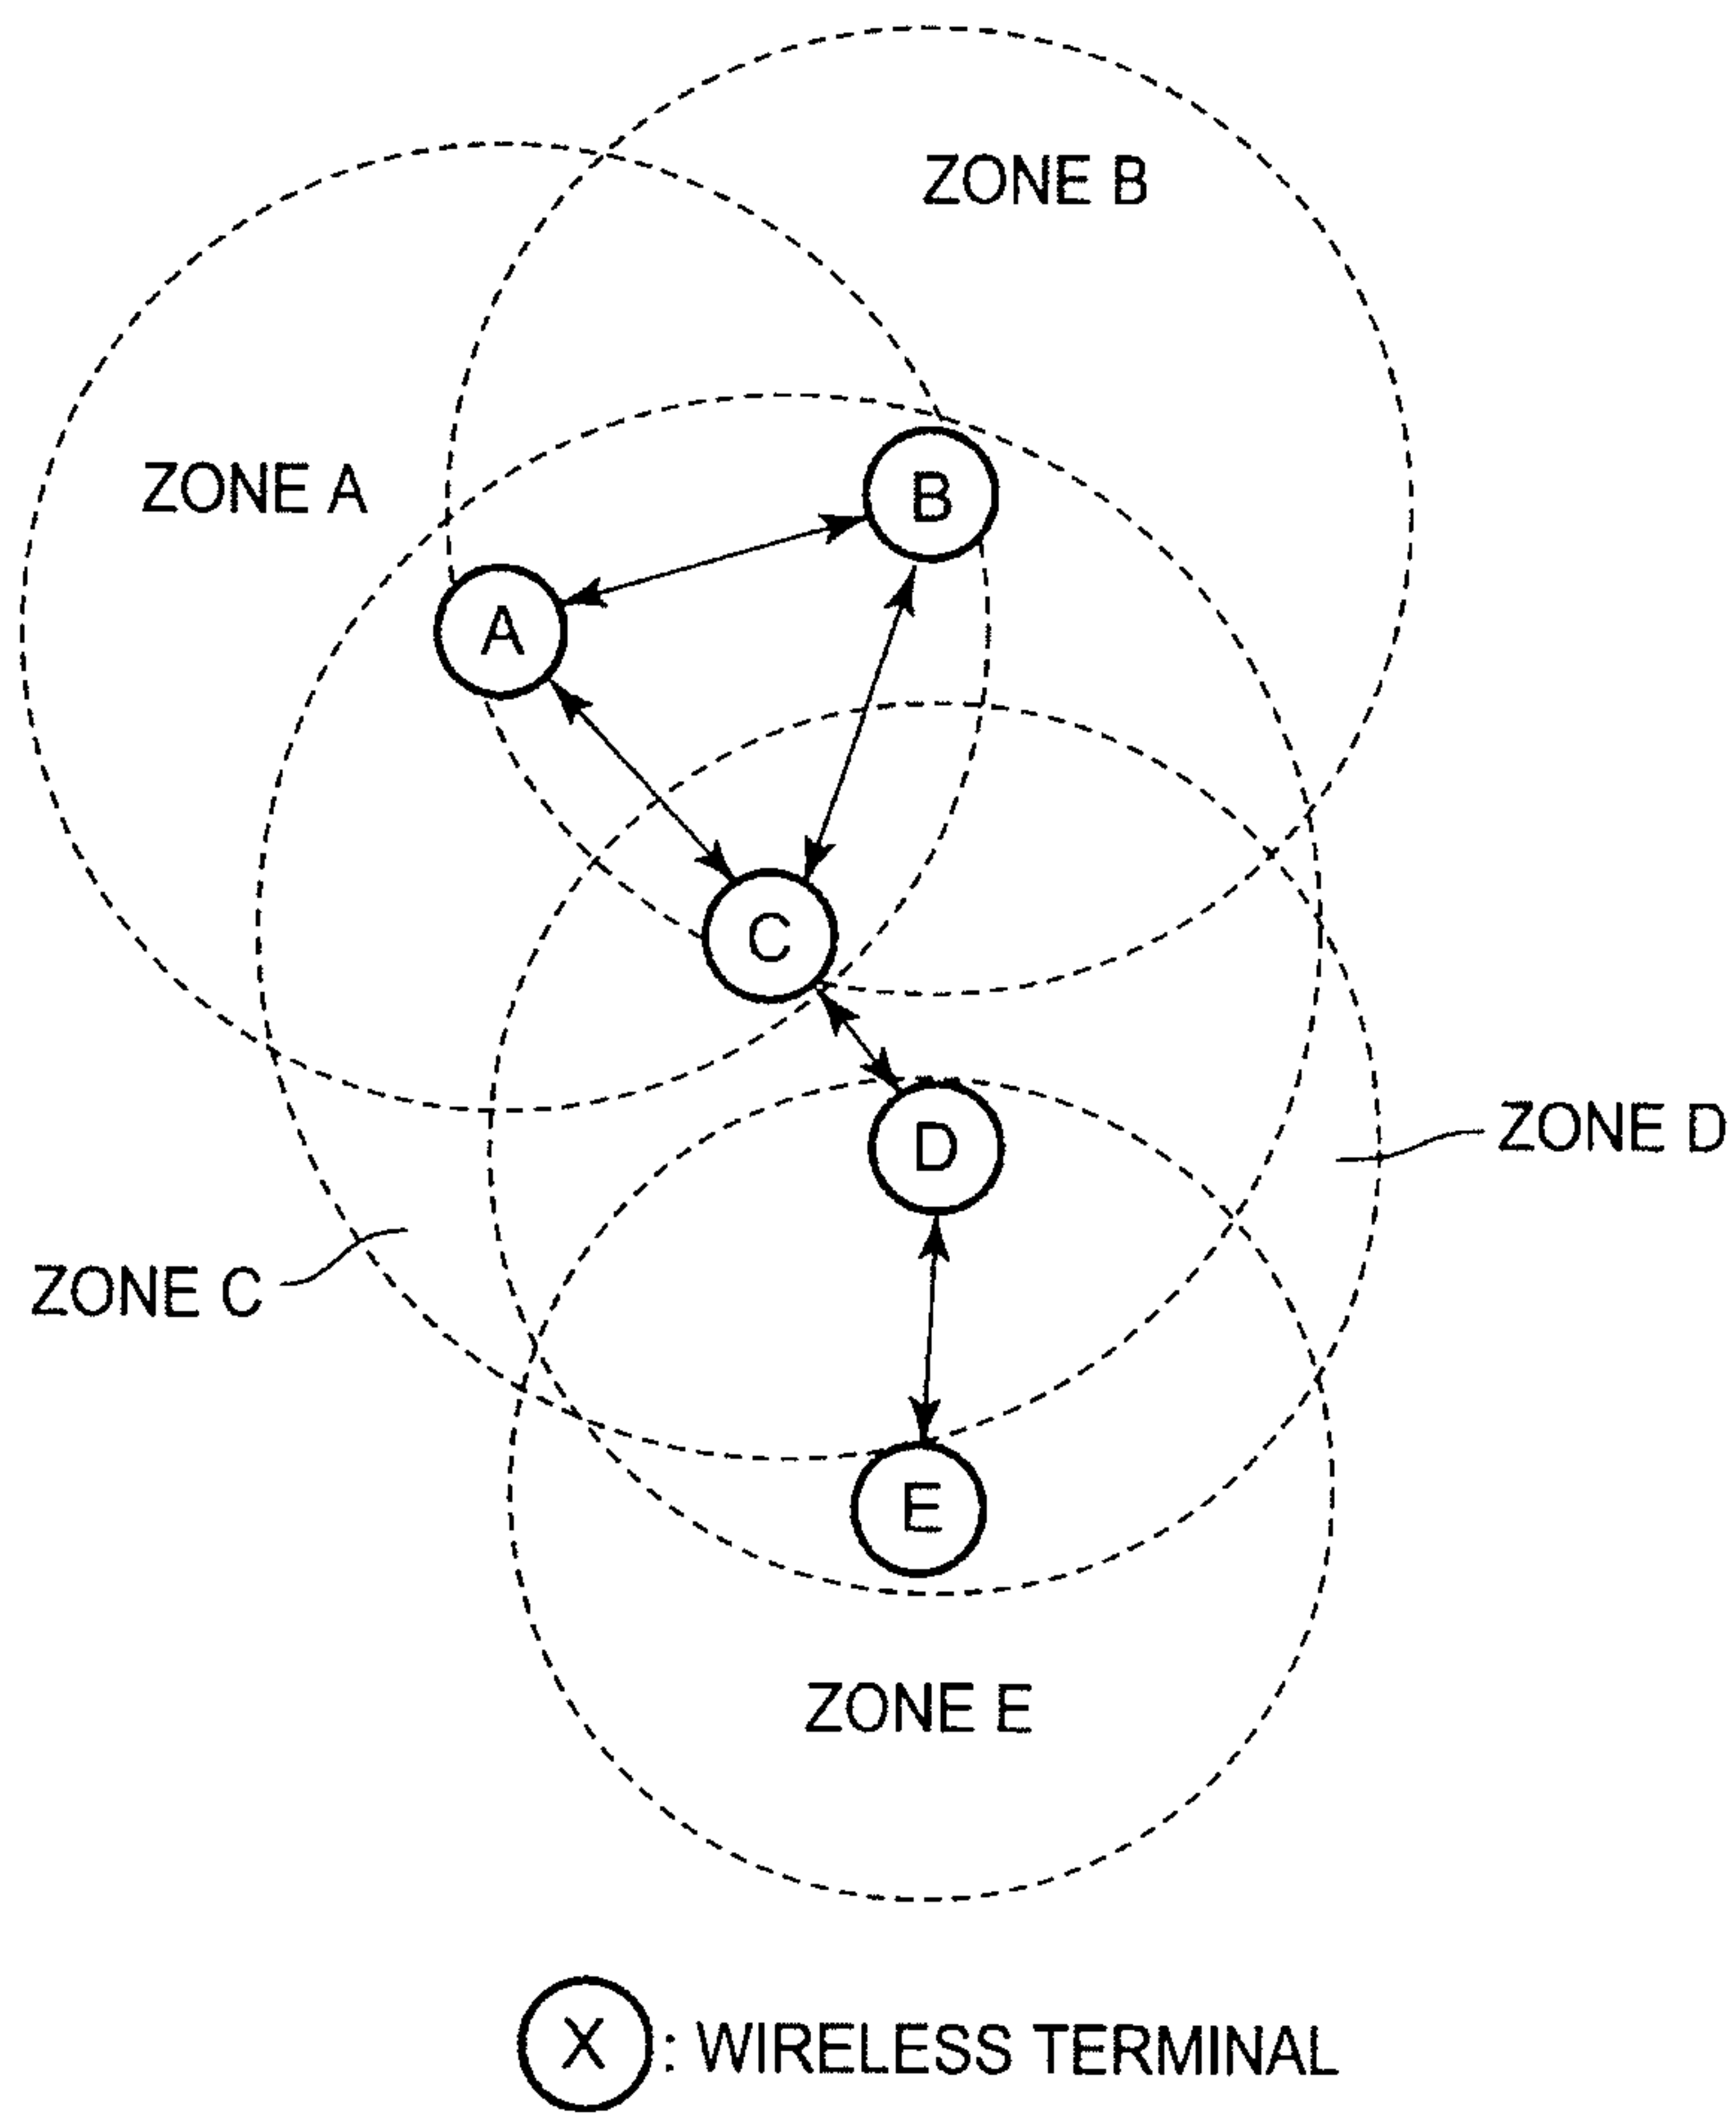 ZONE B
ZONE A
B
A
C
D
ZONE D
ZONE C
E
ZONE E
X : WIRELESS TERMINAL